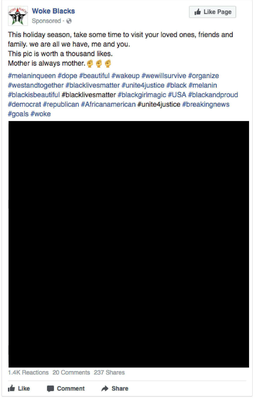 Woke Blacks
Sponsored ·
Like Page
This holiday season, take some time to visit your loved ones, friends and
family. we are all we have, me and you.
This pic is worth a thousand likes.
Mother is always mother.
#melaninqueen #dope #beautiful #wakeup #wewillsurvive #organize
#westandtogether #blacklivesmatter #unite4justice #black #melanin
#blackisbeautiful #blacklivesmatter #blackgirlmagic #USA #blackandproud
#democrat #republican #Africanamerican #unite4justice #breakingnews
#goals #woke
1.4K Reactions 20 Comments 237 Shares
Like Comment Share